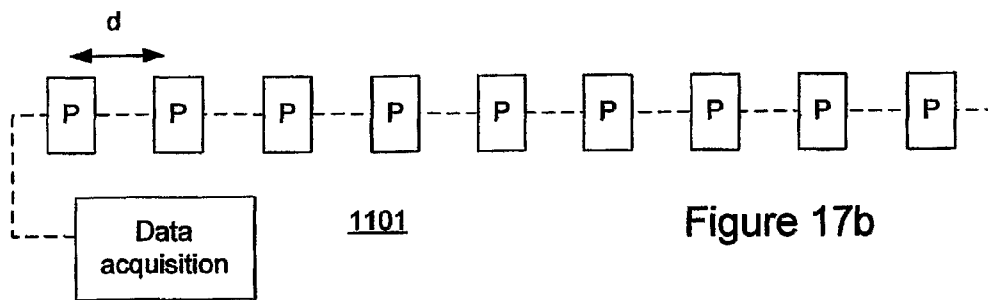 d
P P P P P P P P P
Data
acquisition
1101
Figure 17b